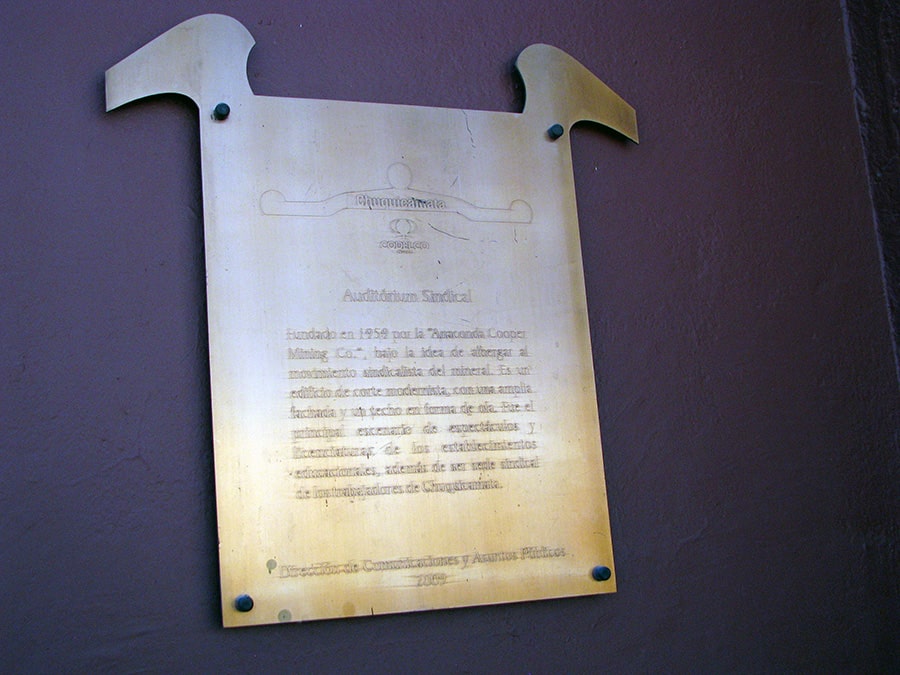 Chuquicamata
CODELCO
Auditórium Sindical
Fundado en 1959 por la "Anaconda Cooper
Mining Co.", bajo la idea de albergar al
movimiento sindicalista del mineral. Es un
edificio de corte modernista, con una amplia
fachada y un techo en forma de ola. Fue el
principal escenario de espectáculos y
licenciaturas de los establecimientos
educacionales, además de ser sede sindical
de los trabajadores de Chuquicamata.
Dirección de Comunicaciones y Asuntos Públicos